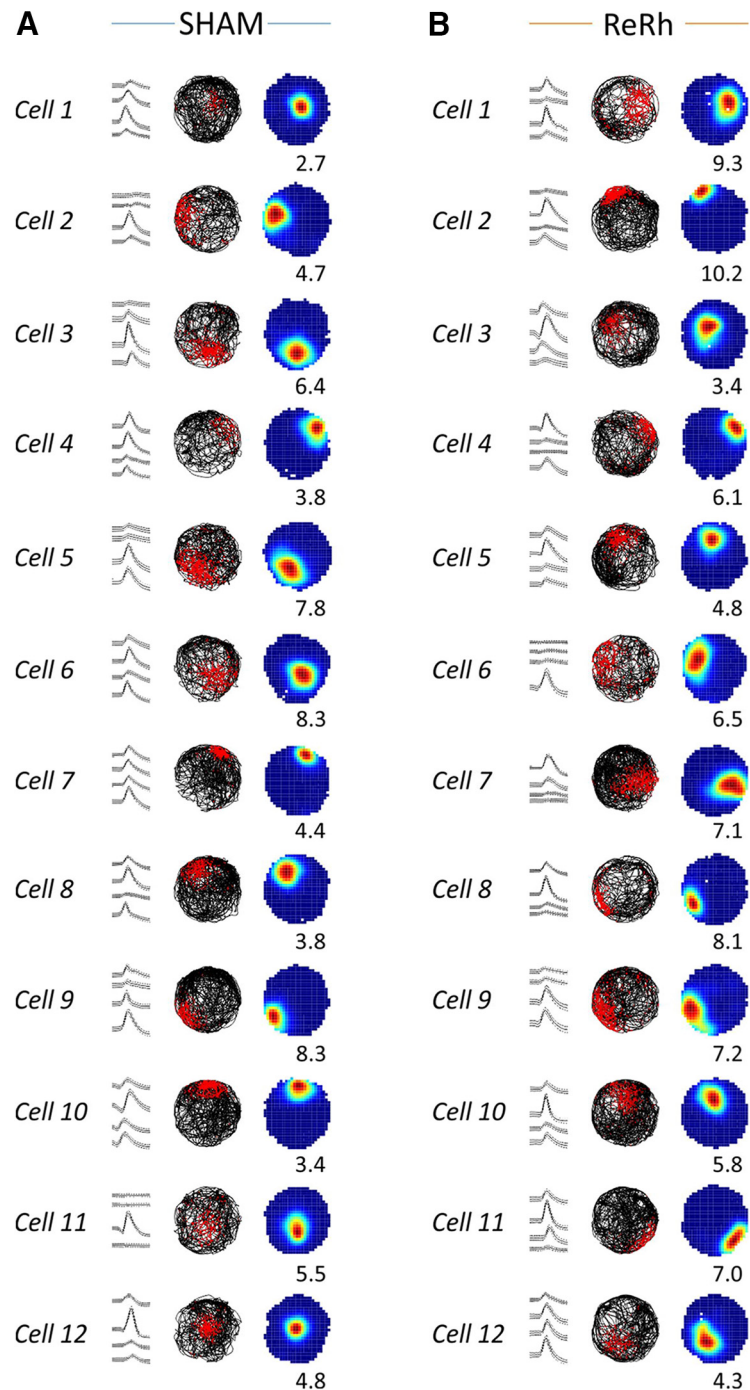 A SHAM
Cell 1
2.7
Cell 2
4.7
Cell 3
6.4
Cell 4
3.8
Cell 5
7.8
Cell 6
8.3
Cell 7
4.4
Cell 8
3.8
Cell 9
8.3
Cell 10
3.4
Cell 11
5.5
Cell 12
4.8
B ReRh
Cell 1
9.3
Cell 2
10.2
Cell 3
3.4
Cell 4
6.1
Cell 5
4.8
Cell 6
6.5
Cell 7
7.1
Cell 8
8.1
Cell 9
7.2
Cell 10
5.8
Cell 11
7.0
Cell 12
4.3